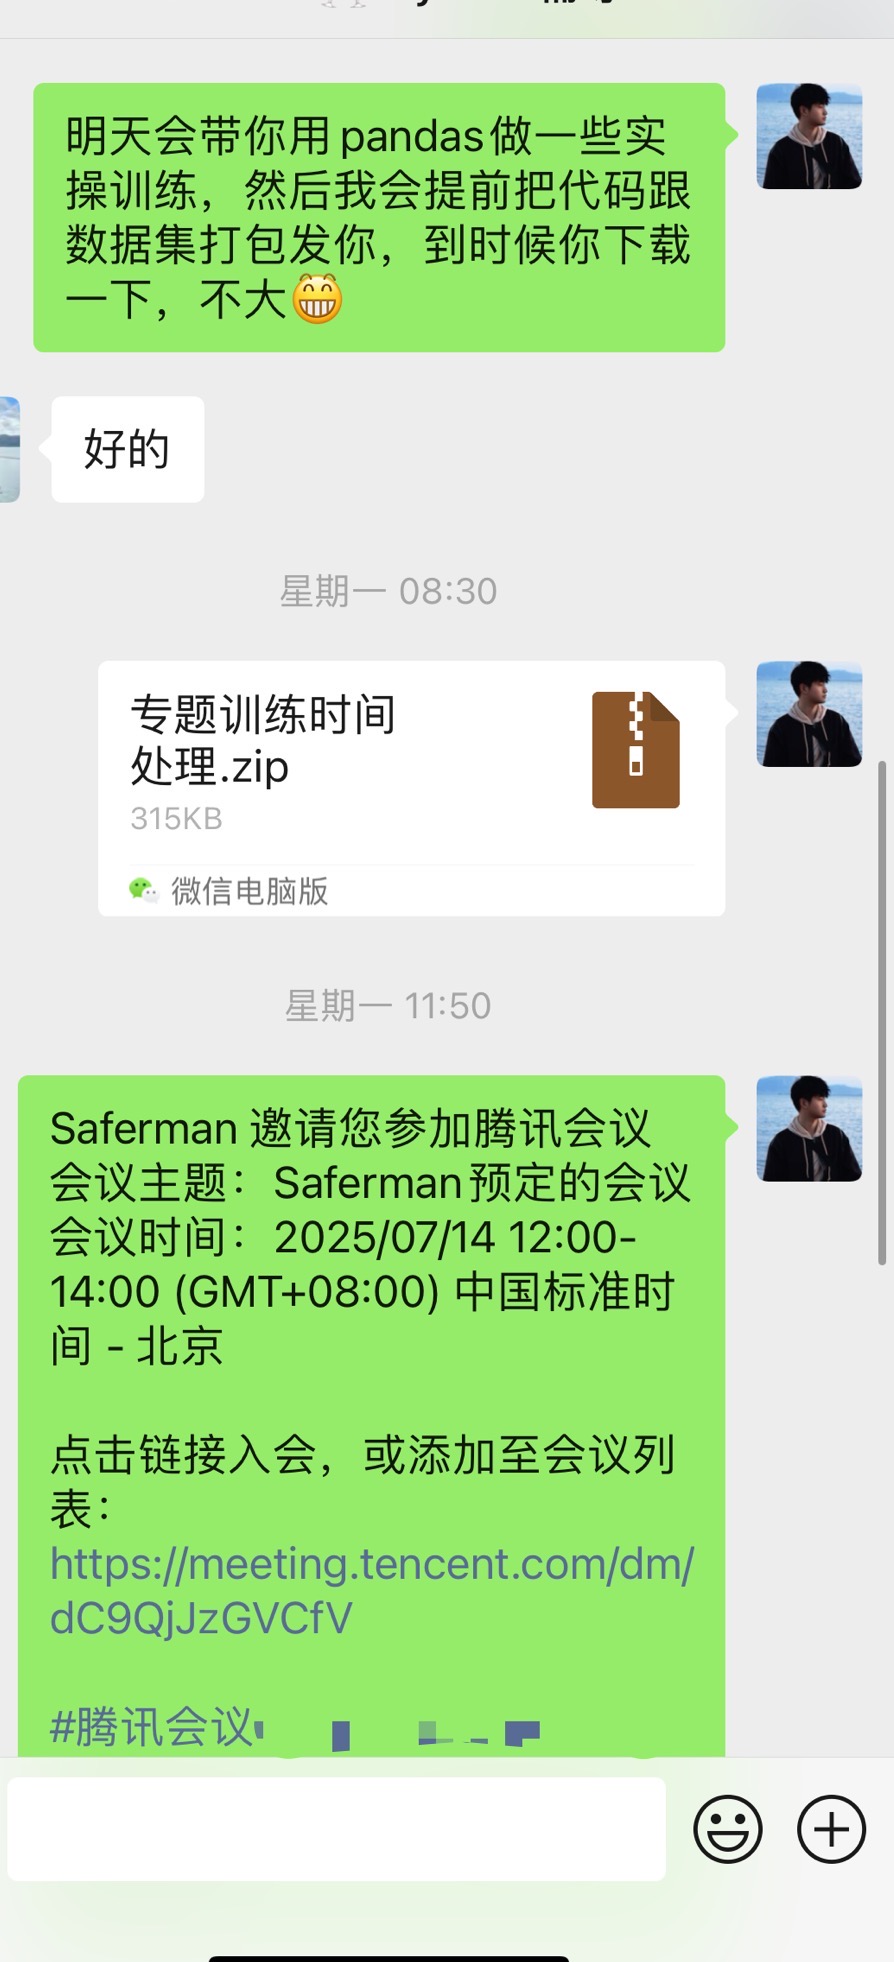 明天会带你用pandas做一些实
操训练，然后我会提前把代码跟
数据集打包发你，到时候你下载
一下，不大😁
好的
星期一 08:30
专题训练时间
处理.zip
315KB
微信电脑版
星期一 11:50
Saferman 邀请您参加腾讯会议
会议主题：Saferman预定的会议
会议时间：2025/07/14 12:00-
14:00 (GMT+08:00) 中国标准时
间 - 北京
点击链接入会，或添加至会议列
表：
https://meeting.tencent.com/dm/
dC9QjJzGVCfV
#腾讯会议